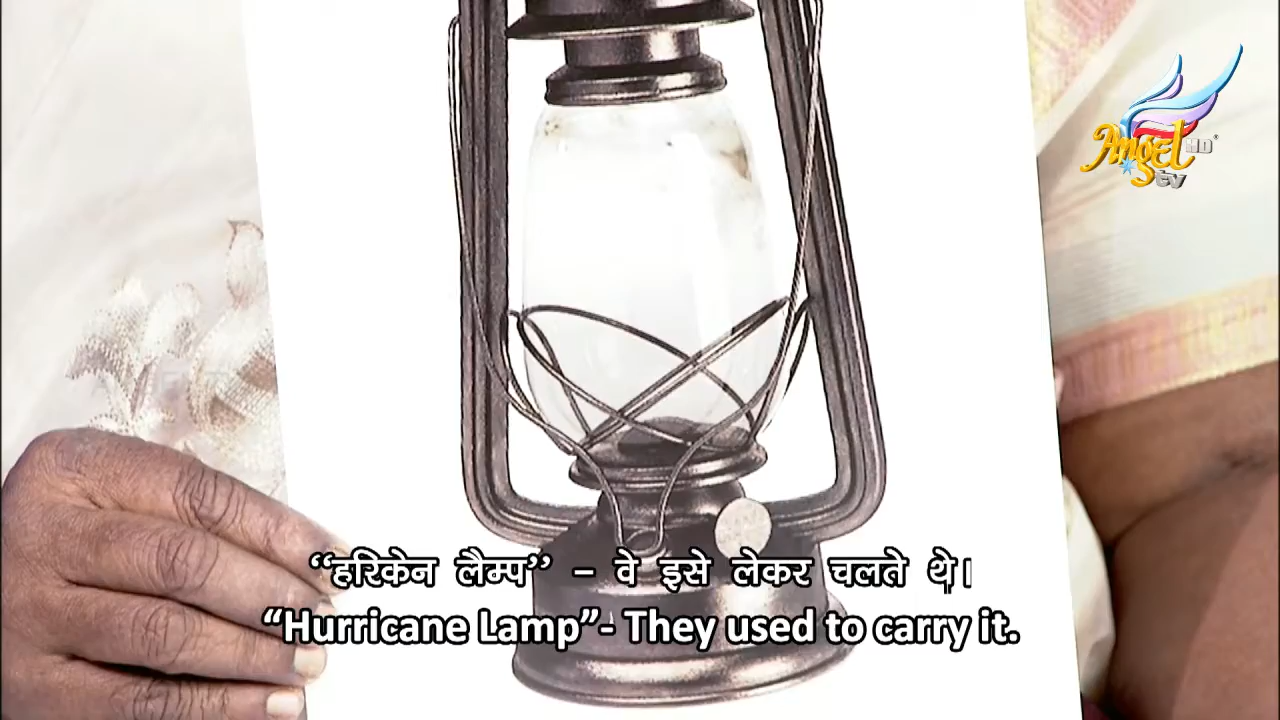 Angel HD
tv
“हरिकेन लैम्प” – वे इसे लेकर चलते थे।
“Hurricane Lamp”- They used to carry it.